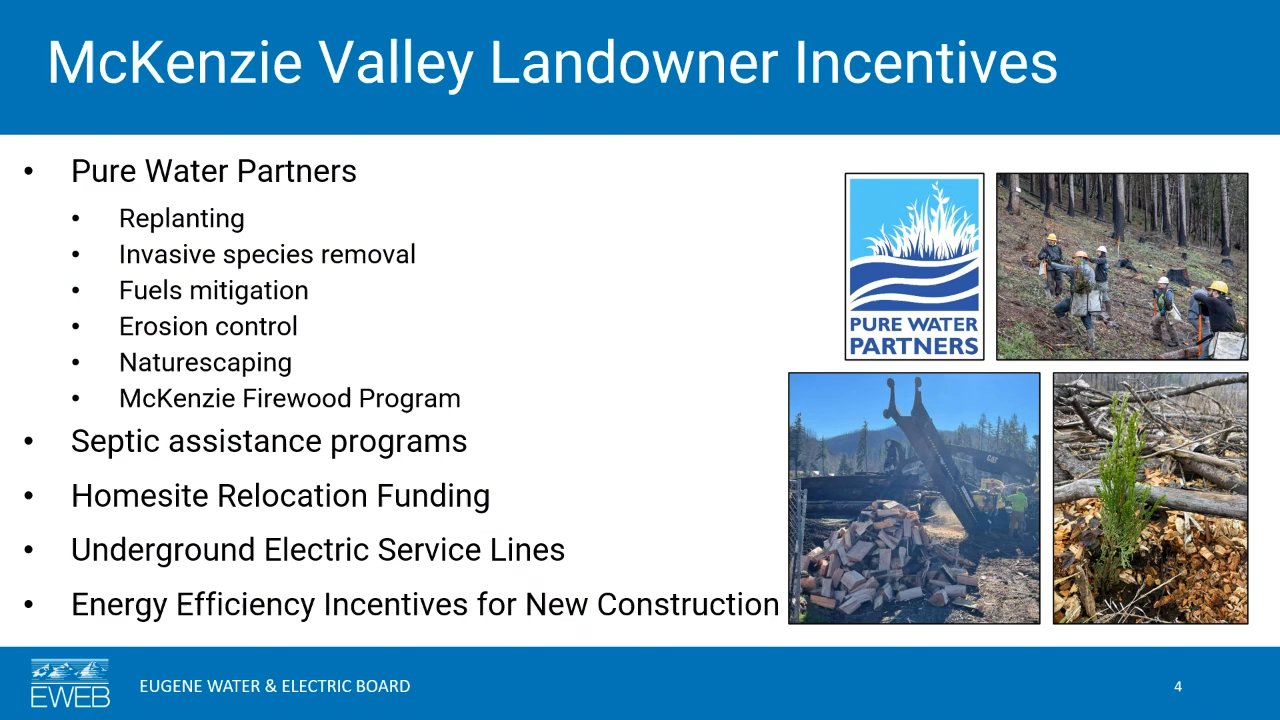 McKenzie Valley Landowner Incentives
• Pure Water Partners
• Replanting
• Invasive species removal
• Fuels mitigation
• Erosion control
• Naturescaping
• McKenzie Firewood Program
• Septic assistance programs
• Homesite Relocation Funding
• Underground Electric Service Lines
• Energy Efficiency Incentives for New Construction
PURE WATER
PARTNERS
CAT
EWEB
EUGENE WATER & ELECTRIC BOARD
4